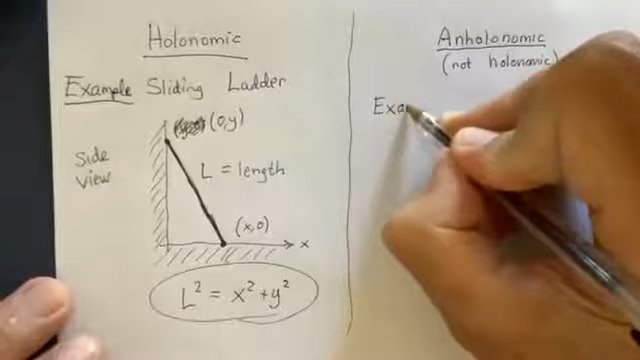 Holonomic
Example Sliding Ladder
(0,y)
Side
view
L = length
(x,0)
x
L² = x² + y²
Anholonomic
(not holonomic)
Exa